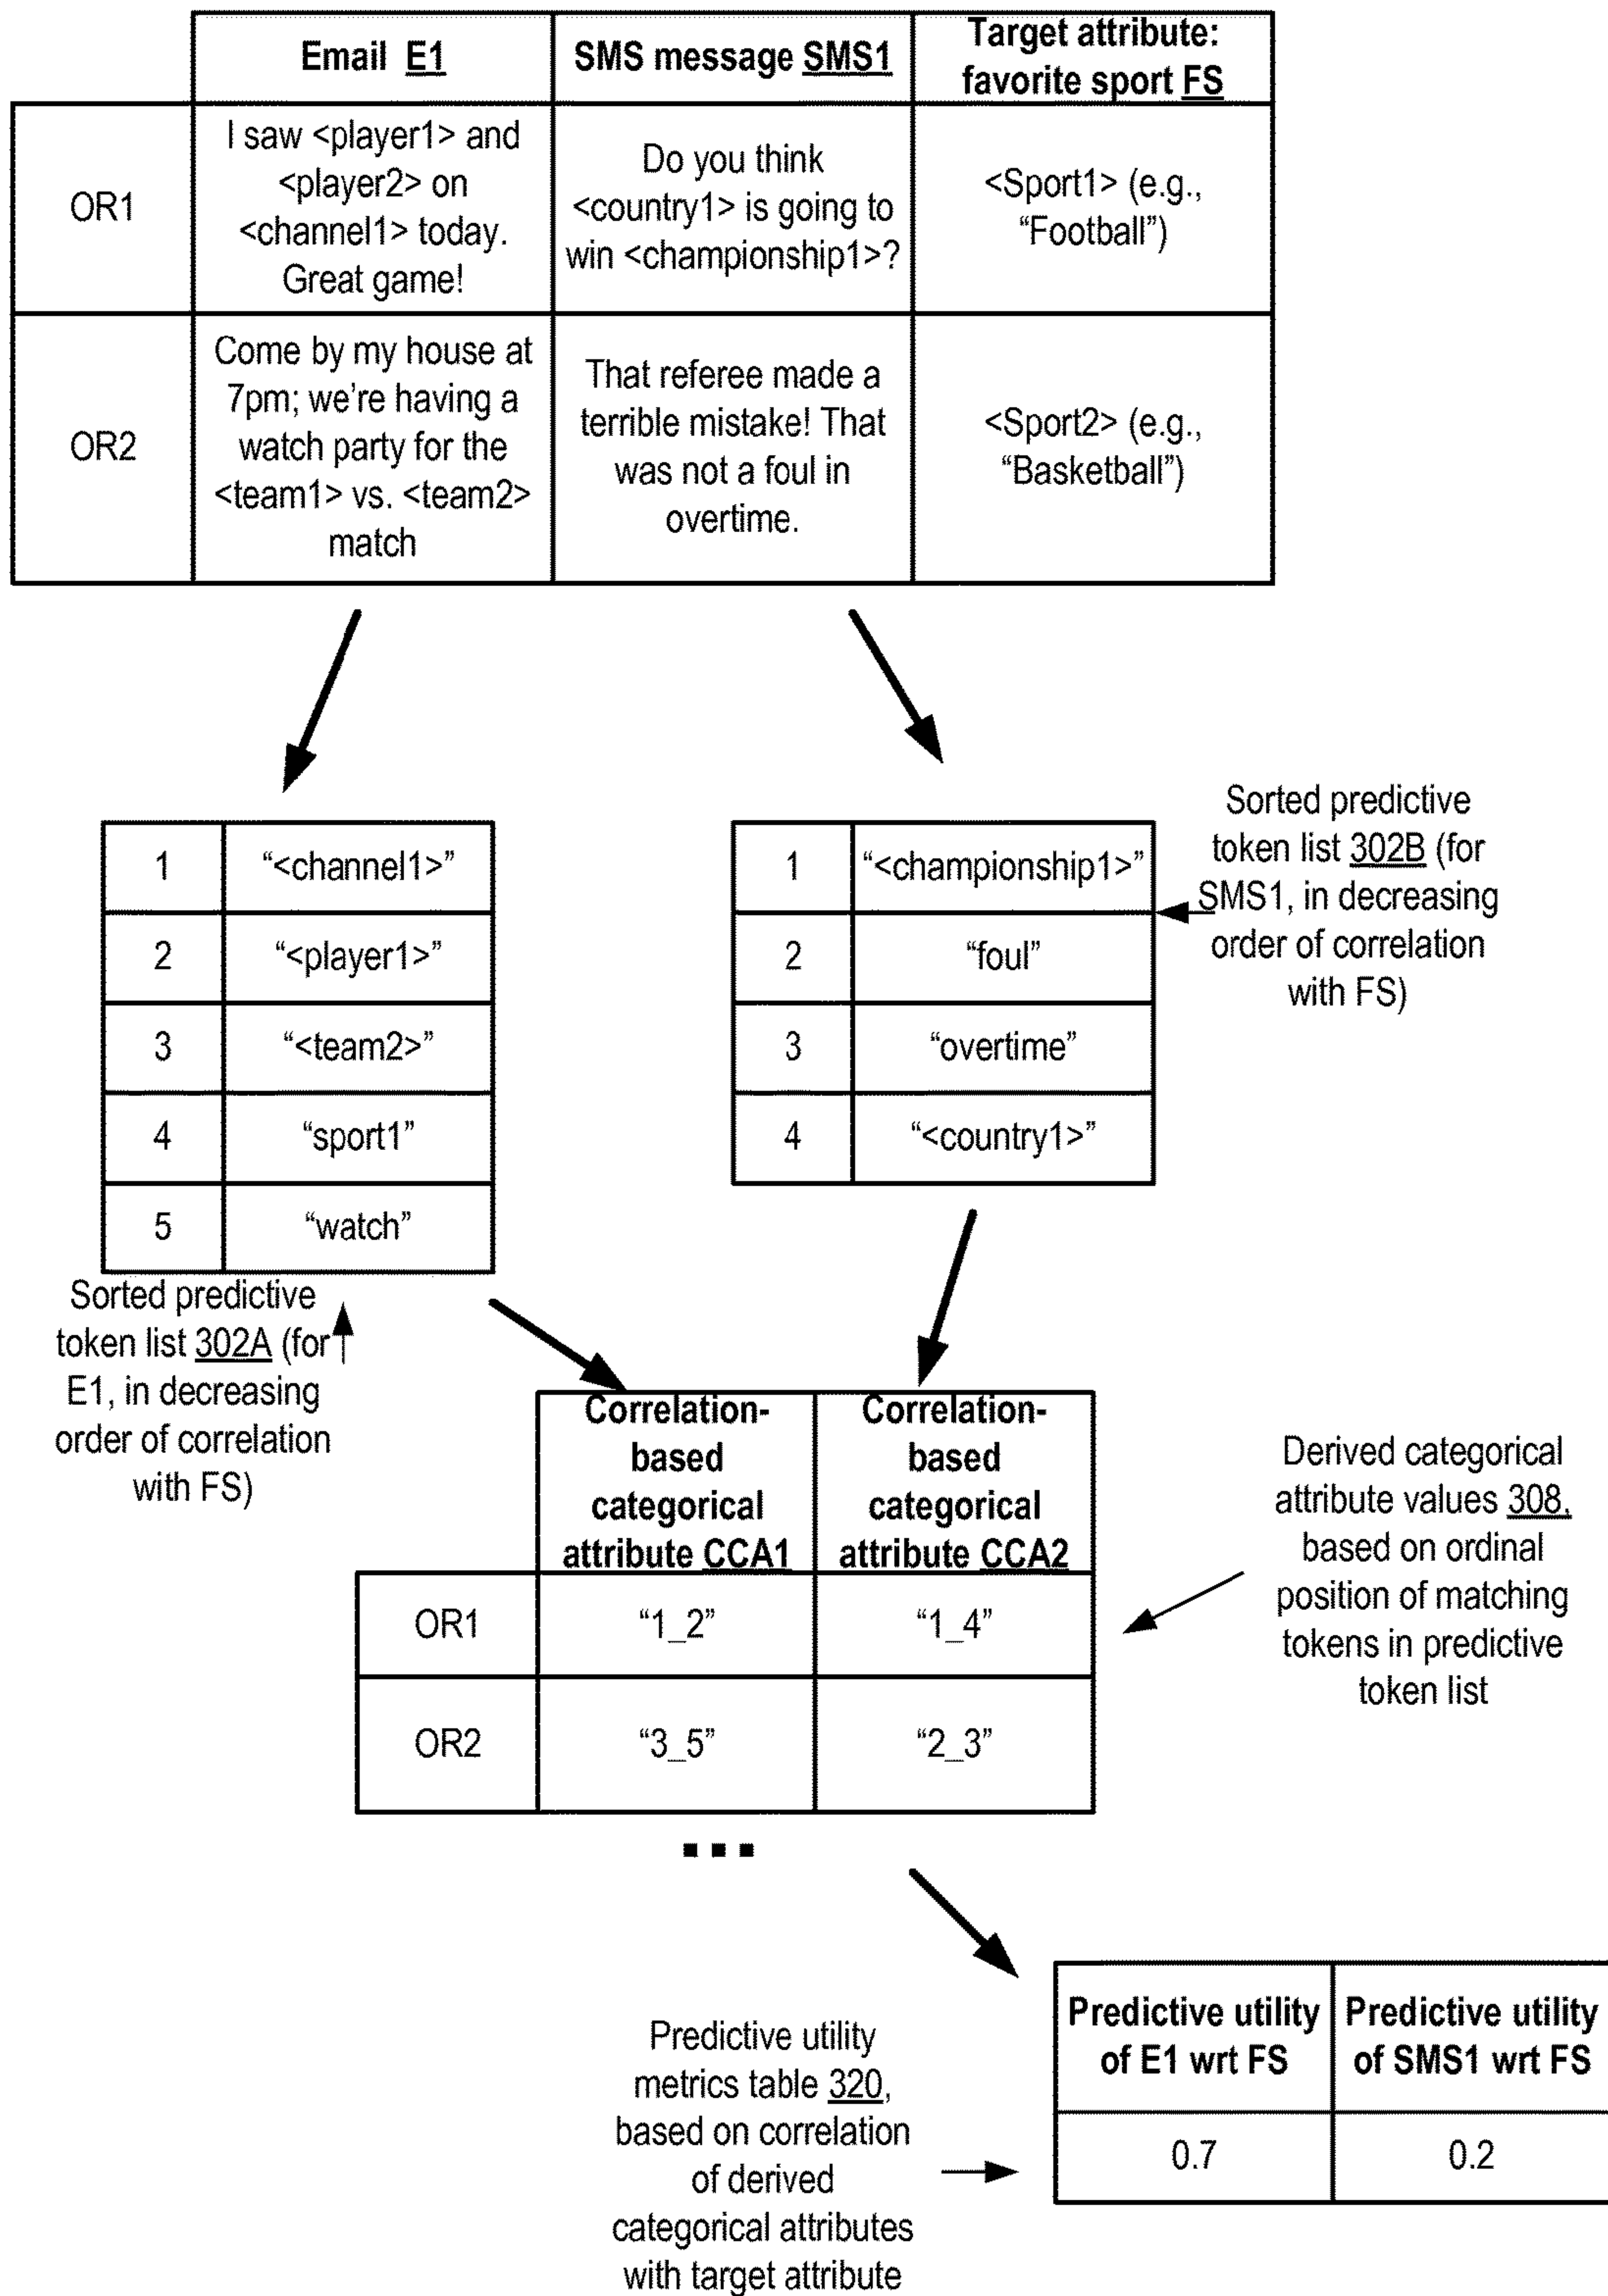 Email E1
SMS message SMS1
Target attribute:
favorite sport FS
OR1
I saw <player1> and
<player2> on
<channel1> today.
Great game!
Do you think
<country1> is going to
win <championship1>?
<Sport1> (e.g.,
“Football”)
OR2
Come by my house at
7pm; we’re having a
watch party for the
<team1> vs. <team2>
match
That referee made a
terrible mistake! That
was not a foul in
overtime.
<Sport2> (e.g.,
“Basketball”)
1
“<channel1>”
2
“<player1>”
3
“<team2>”
4
“sport1”
5
“watch”
1
“<championship1>”
2
“foul”
3
“overtime”
4
“<country1>”
Sorted predictive
token list 302B (for
SMS1, in decreasing
order of correlation
with FS)
Sorted predictive
token list 302A (for
E1, in decreasing
order of correlation
with FS)
Correlation-
based
categorical
attribute CCA1
Correlation-
based
categorical
attribute CCA2
OR1
“1_2”
“1_4”
OR2
“3_5”
“2_3”
Derived categorical
attribute values 308,
based on ordinal
position of matching
tokens in predictive
token list
...
Predictive utility
metrics table 320,
based on correlation
of derived
categorical attributes
with target attribute
Predictive utility
of E1 wrt FS
Predictive utility
of SMS1 wrt FS
0.7
0.2